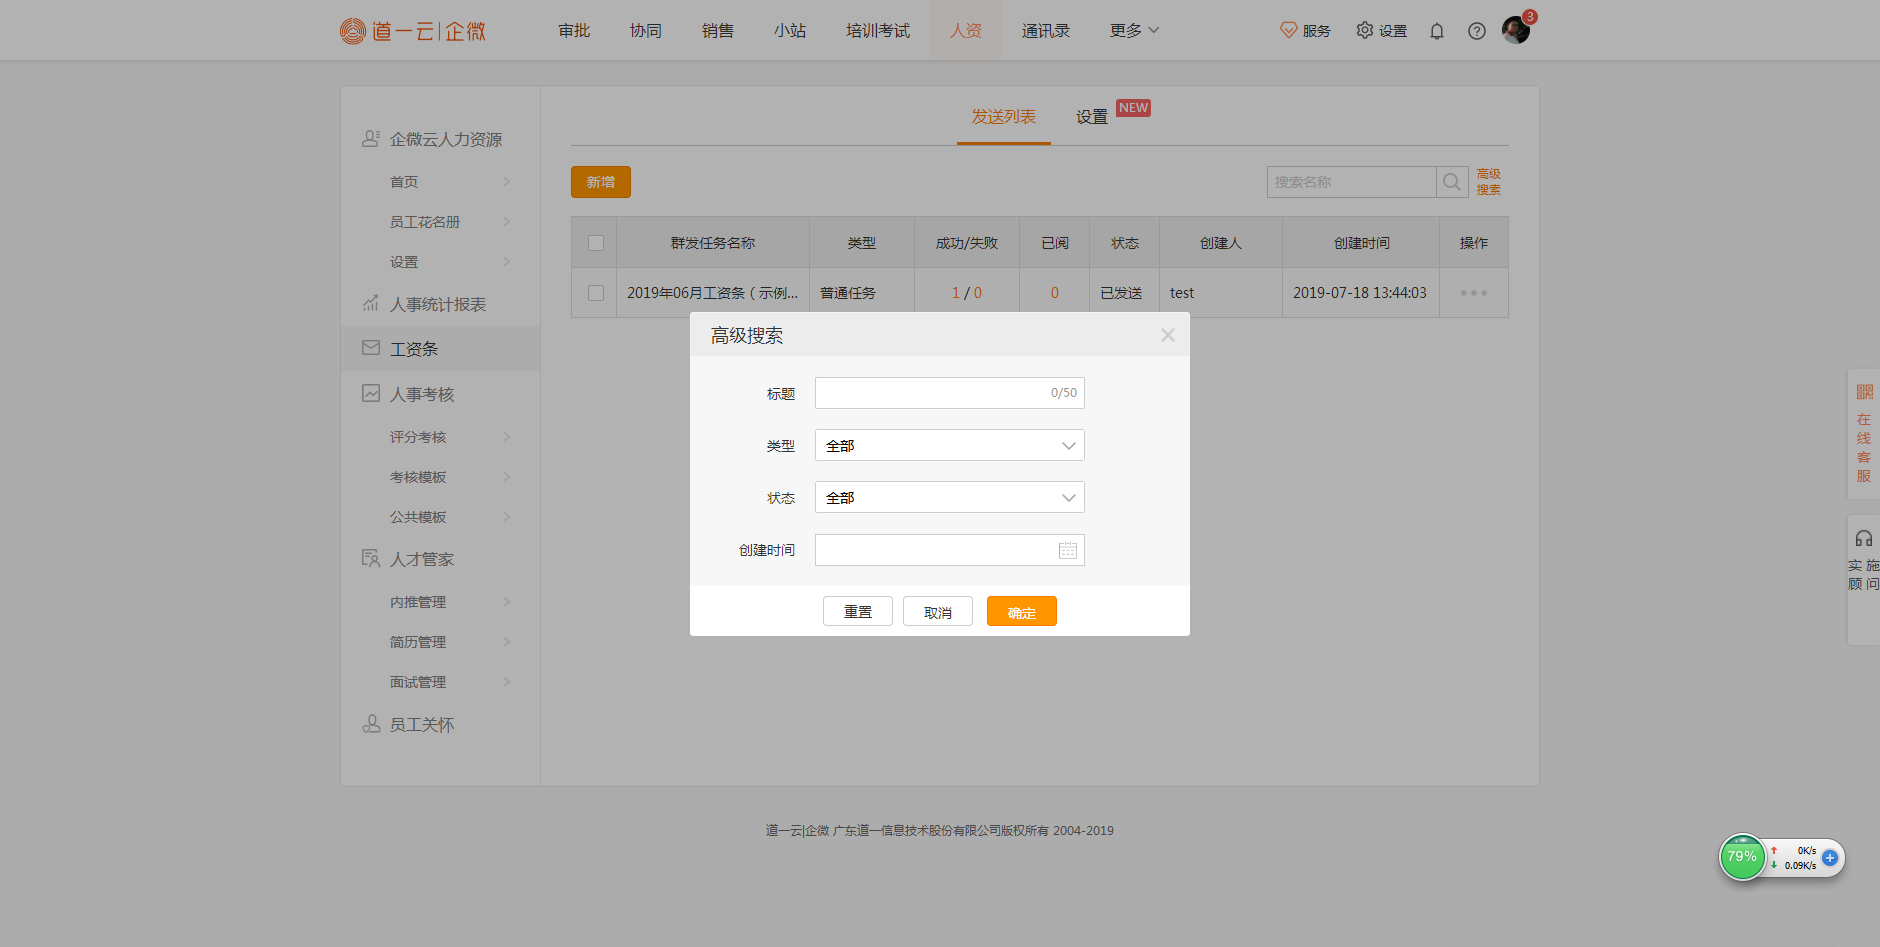 道一云|企微
审批 协同 销售 小站 培训考试 人资 通讯录 更多
服务 设置 3
企微云人力资源
首页
员工花名册
设置
人事统计报表
工资条
人事考核
评分考核
考核模板
公共模板
人才管家
内推管理
简历管理
面试管理
员工关怀
发送列表 设置 NEW
新增 搜索名称 高级
搜索
群发任务名称 类型 成功/失败 已阅 状态 创建人 创建时间 操作
2019年06月工资条（示例... 普通任务 1 / 0 0 已发送 test 2019-07-18 13:44:03
高级搜索
标题 0/50
类型 全部
状态 全部
创建时间
重置 取消 确定
在
线
客
服
实 施
顾 问
道一云|企微 广东道一信息技术股份有限公司版权所有 2004-2019
79% 0K/s
0.09K/s